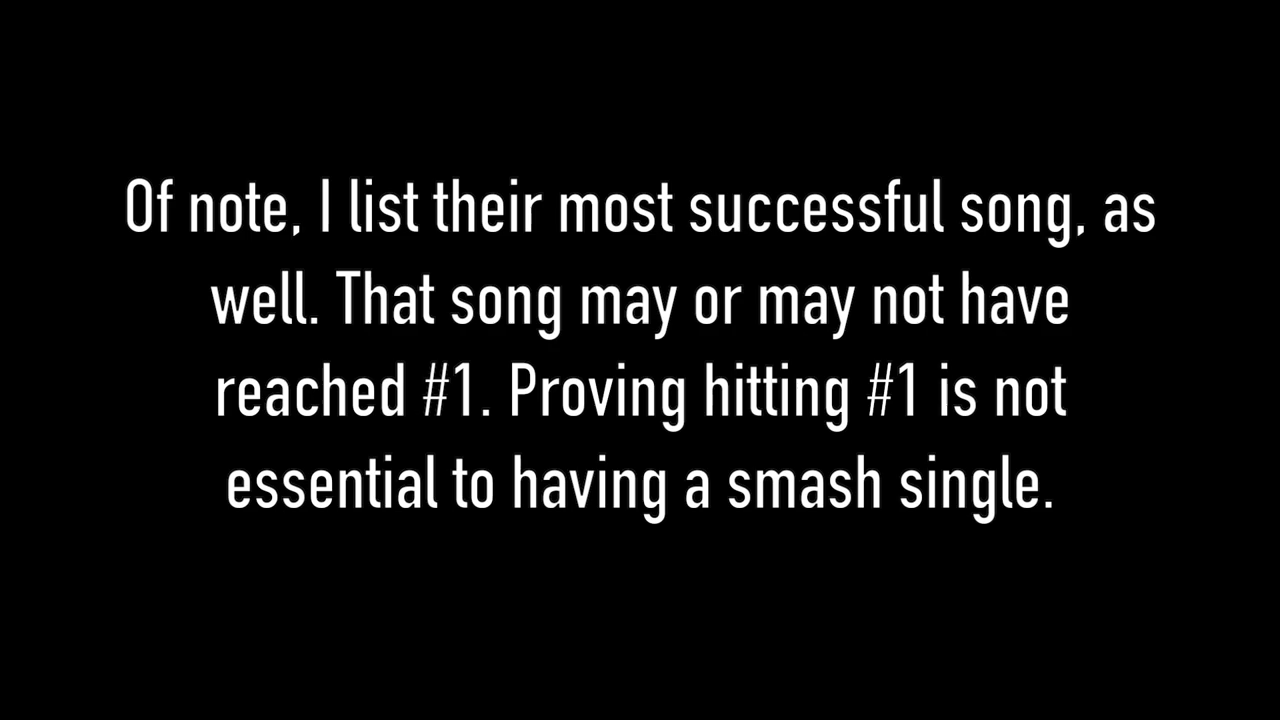 Of note, I list their most successful song, as
well. That song may or may not have
reached #1. Proving hitting #1 is not
essential to having a smash single.